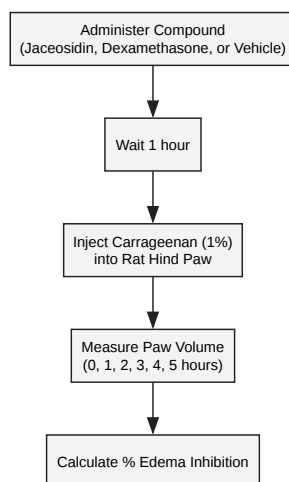 Administer Compound
(Jaceosidin, Dexamethasone, or Vehicle)
Wait 1 hour
Inject Carrageenan (1%)
into Rat Hind Paw
Measure Paw Volume
(0, 1, 2, 3, 4, 5 hours)
Calculate % Edema Inhibition